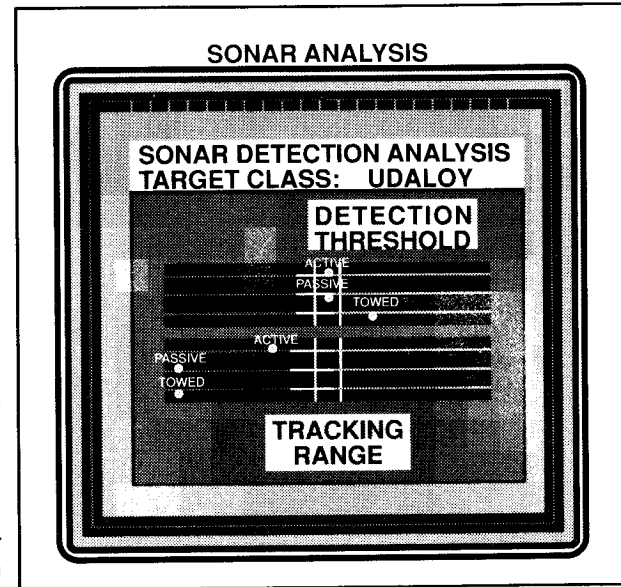 SONAR ANALYSIS
SONAR DETECTION ANALYSIS
TARGET CLASS: UDALOY
DETECTION
THRESHOLD
ACTIVE
PASSIVE
TOWED
ACTIVE
PASSIVE
TOWED
TRACKING
RANGE